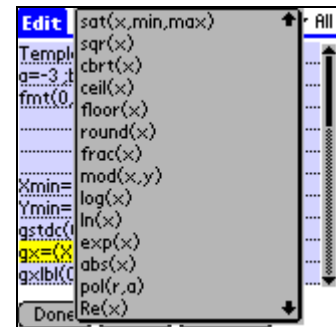 Edit
All
sat(x,min,max)
sqr(x)
cbrt(x)
ceil(x)
floor(x)
round(x)
frac(x)
mod(x,y)
log(x)
ln(x)
exp(x)
abs(x)
pol(r,a)
Re(x)
Templ
a=-3 ;b
fmt(0,
Xmin=
Ymin=
gstdc(
gx=(X
gxlbl(
Done